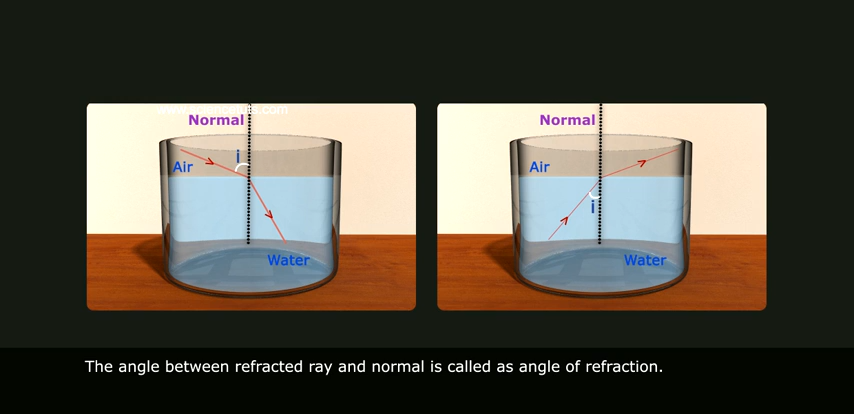 Normal
i
Air
Water
Normal
Air
i
Water
The angle between refracted ray and normal is called as angle of refraction.